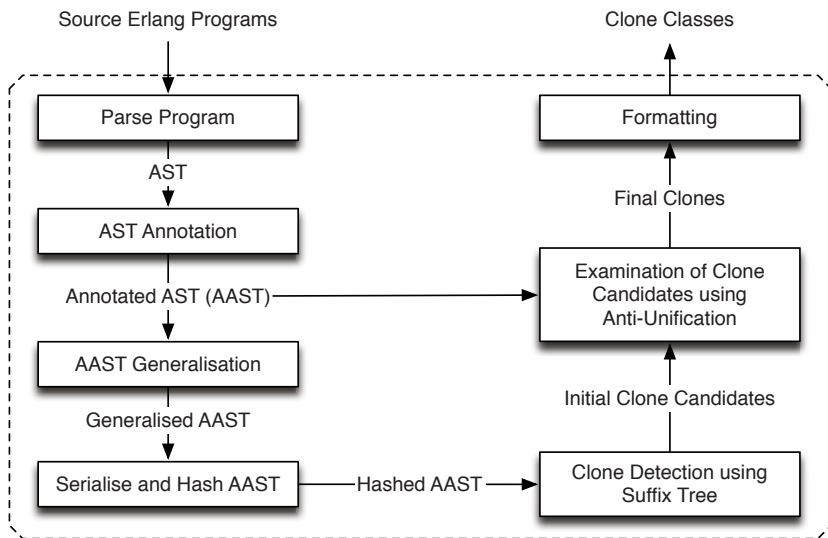 Source Erlang Programs
Parse Program
AST
AST Annotation
Annotated AST (AAST)
AAST Generalisation
Generalised AAST
Serialise and Hash AAST
Hashed AAST
Clone Detection using
Suffix Tree
Initial Clone Candidates
Examination of Clone
Candidates using
Anti-Unification
Final Clones
Formatting
Clone Classes